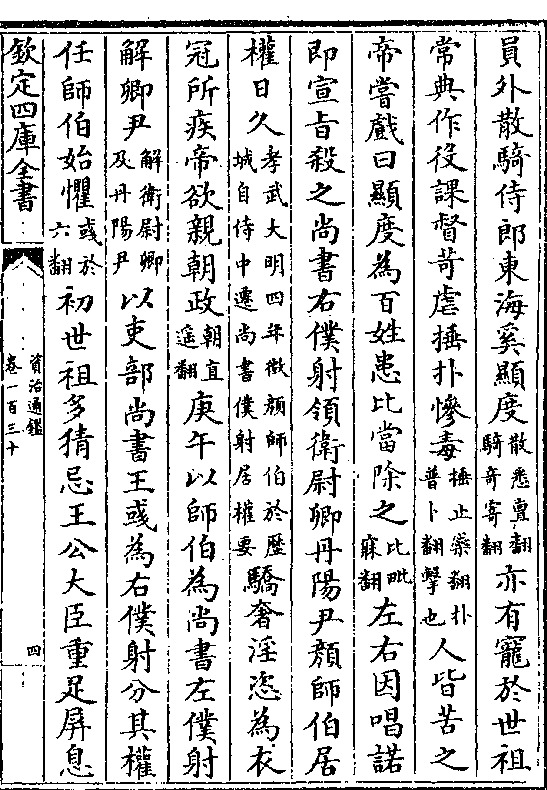 員外散騎侍郎東海奚顯度散悉亶翻騎奇寄翻亦有寵於世祖
常典作役課督苛虐捶扑慘毒捶止橤翻扑普卜翻擊也人皆苦之
帝嘗戲曰顯度為百姓患比當除之比毗寐翻左右因唱諾
即宣旨殺之尚書右僕射領衛尉卿丹陽尹顔師伯居
權日久孝武大明四年徴顔師伯於歴城自侍中遷尚書僕射居權要驕奢淫恣為衣
冠所疾帝欲親朝政朝直遥翻庚午以師伯為尚書左僕射
解卿尹解衛尉卿及丹陽尹以吏部尚書王彧為右僕射分其權
任師伯始懼彧於六翻初世祖多猜忌王公大臣重足屏息
欽定四庫全書
資治通鑑
卷一百三十
四